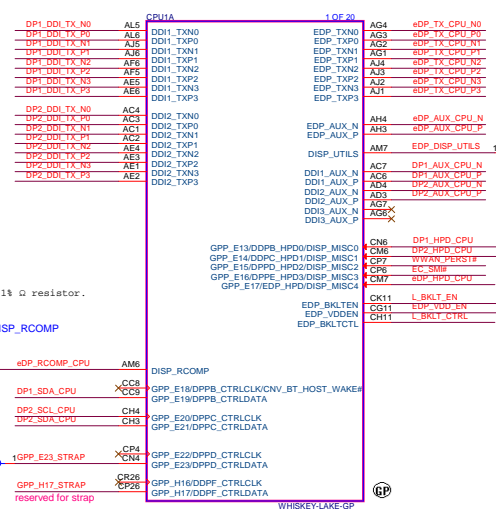 CPU1A 1 OF 20
DP1_DDI_TX_N0 AL5 DDI1_TXN0 EDP_TXN0 AG4 eDP_TX_CPU_N0
DP1_DDI_TX_P0 AL6 DDI1_TXP0 EDP_TXP0 AG3 eDP_TX_CPU_P0
DP1_DDI_TX_N1 AJ5 DDI1_TXN1 EDP_TXN1 AG2 eDP_TX_CPU_N1
DP1_DDI_TX_P1 AJ6 DDI1_TXP1 EDP_TXP1 AG1 eDP_TX_CPU_P1
DP1_DDI_TX_N2 AF6 DDI1_TXN2 EDP_TXN2 AJ4 eDP_TX_CPU_N2
DP1_DDI_TX_P2 AF5 DDI1_TXP2 EDP_TXP2 AJ3 eDP_TX_CPU_P2
DP1_DDI_TX_N3 AE5 DDI1_TXN3 EDP_TXN3 AJ2 eDP_TX_CPU_N3
DP1_DDI_TX_P3 AE6 DDI1_TXP3 EDP_TXP3 AJ1 eDP_TX_CPU_P3
DP2_DDI_TX_N0 AC4 DDI2_TXN0
DP2_DDI_TX_P0 AC3 DDI2_TXP0 EDP_AUX_N AH4 eDP_AUX_CPU_N
DP2_DDI_TX_N1 AC1 DDI2_TXN1 EDP_AUX_P AH3 eDP_AUX_CPU_P
DP2_DDI_TX_P1 AC2 DDI2_TXP1
DP2_DDI_TX_N2 AE4 DDI2_TXN2 DISP_UTILS AM7 EDP_DISP_UTILS 1
DP2_DDI_TX_P2 AE3 DDI2_TXP2
DP2_DDI_TX_N3 AE1 DDI2_TXN3 DDI1_AUX_N AC7 DP1_AUX_CPU_N
DP2_DDI_TX_P3 AE2 DDI2_TXP3 DDI1_AUX_P AC6 DP1_AUX_CPU_P
DDI2_AUX_N AD4 DP2_AUX_CPU_N
DDI2_AUX_P AD3 DP2_AUX_CPU_P
DDI3_AUX_N AG7
DDI3_AUX_P AG6
GPP_E13/DDPB_HPD0/DISP_MISC0 CN6 DP1_HPD_CPU
GPP_E14/DDPC_HPD1/DISP_MISC1 CM6 DP2_HPD_CPU
GPP_E15/DPPD_HPD2/DISP_MISC2 CP7 WWAN_PERST#
GPP_E16/DPPE_HPD3/DISP_MISC3 CP6 EC_SMI#
GPP_E17/EDP_HPD/DISP_MISC4 CM7 eDP_HPD_CPU
1% Ω resistor.
EDP_BKLTEN CK11 L_BKLT_EN
EDP_VDDEN CG11 EDP_VDD_EN
EDP_BKLTCTL CH11 L_BKLT_CTRL
SP_RCOMP
eDP_RCOMP_CPU AM6 DISP_RCOMP
CC8 GPP_E18/DPPB_CTRLCLK/CNV_BT_HOST_WAKE#
DP1_SDA_CPU CC9 GPP_E19/DPPB_CTRLDATA
DP2_SCL_CPU CH4 GPP_E20/DPPC_CTRLCLK
DP2_SDA_CPU CH3 GPP_E21/DPPC_CTRLDATA
CP4 GPP_E22/DPPD_CTRLCLK
1 GPP_E23_STRAP CN4 GPP_E23/DPPD_CTRLDATA
CR26 GPP_H16/DDPF_CTRLCLK
GPP_H17_STRAP CP26 GPP_H17/DDPF_CTRLDATA
reserved for strap
GP
WHISKEY-LAKE-GP